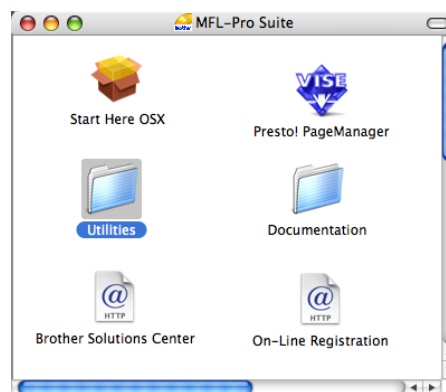 MFL-Pro Suite
Start Here OSX
VISE
Presto! PageManager
Utilities
Documentation
@
HTTP
Brother Solutions Center
@
HTTP
On-Line Registration